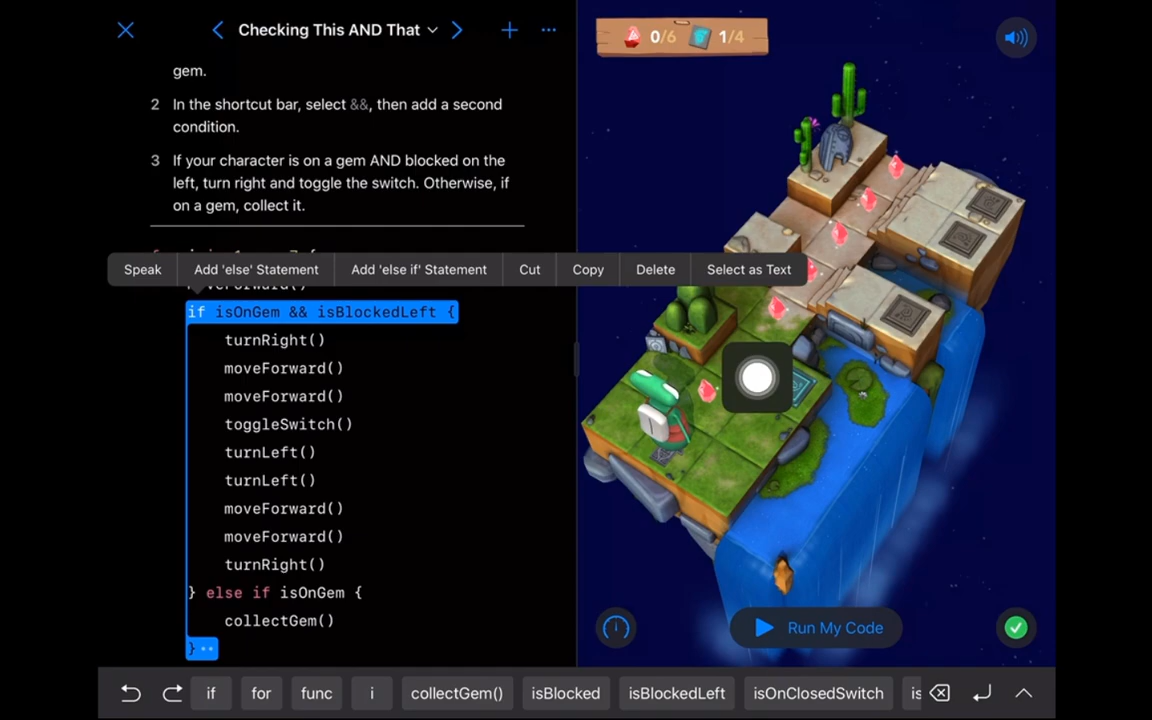 Checking This AND That
gem.
2 In the shortcut bar, select &&, then add a second
condition.
3 If your character is on a gem AND blocked on the
left, turn right and toggle the switch. Otherwise, if
on a gem, collect it.
Speak Add 'else' Statement Add 'else if' Statement Cut Copy Delete Select as Text
if isOnGem && isBlockedLeft {
turnRight()
moveForward()
moveForward()
toggleSwitch()
turnLeft()
turnLeft()
moveForward()
moveForward()
turnRight()
} else if isOnGem {
collectGem()
}
0/6 1/4
Run My Code
if for func i collectGem() isBlocked isBlockedLeft isOnClosedSwitch is